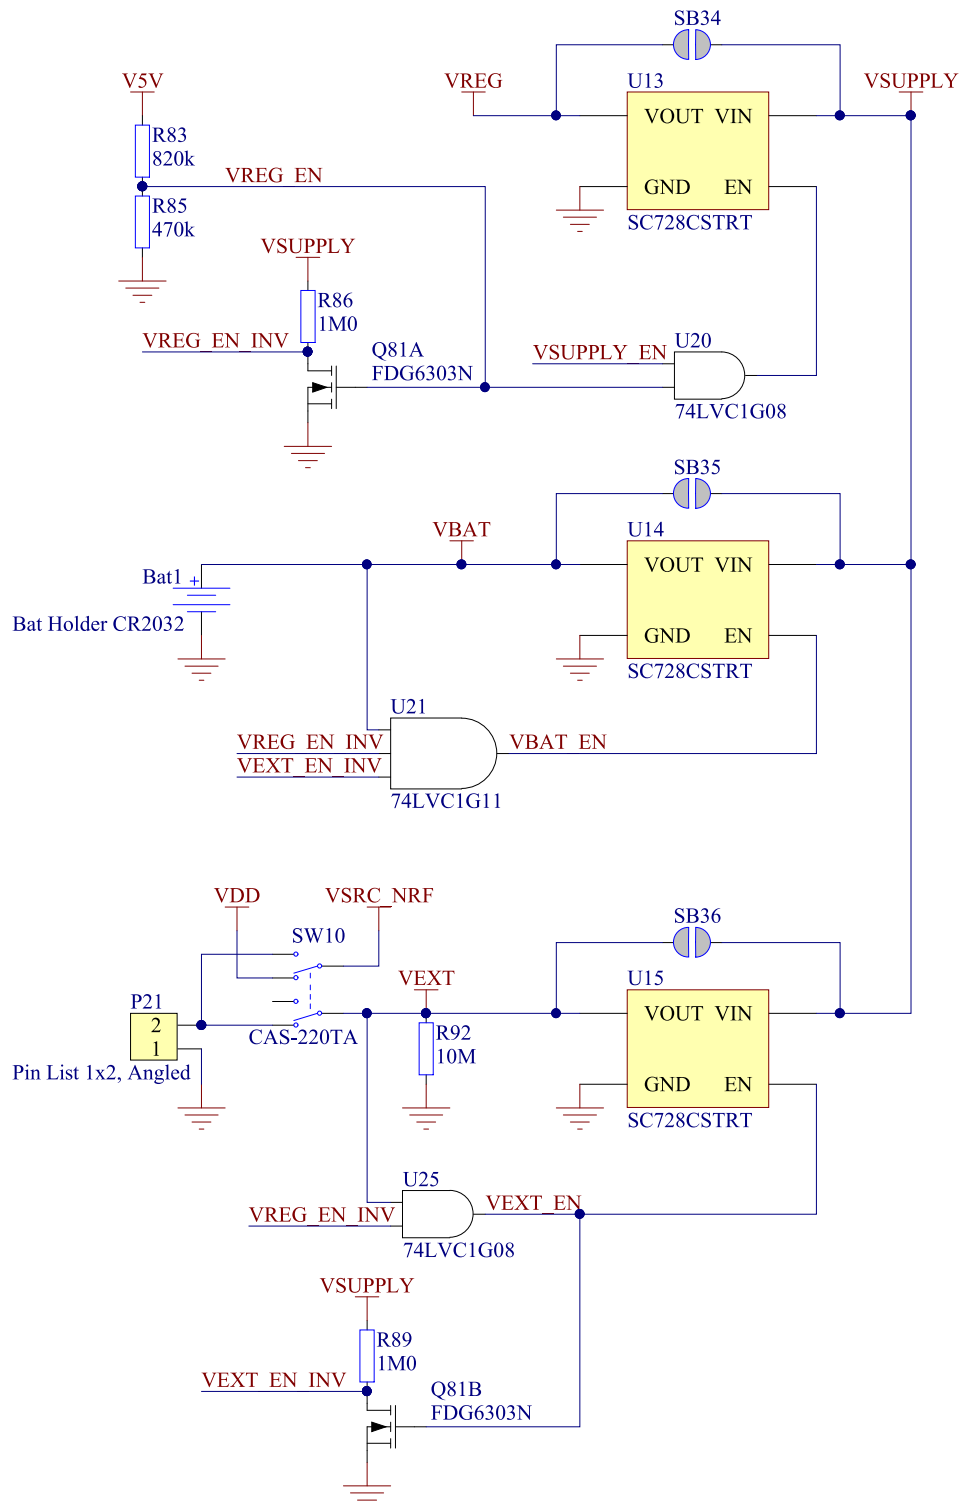 SB34
V5V
VREG
U13
VSUPPLY
R83
820k
VOUT VIN
VREG_EN
GND EN
R85
470k
SC728CSTRT
VSUPPLY
R86
1M0
VREG_EN_INV
Q81A
FDG6303N
U20
VSUPPLY_EN
74LVC1G08
SB35
VBAT
U14
Bat1
+
VOUT VIN
Bat Holder CR2032
GND EN
SC728CSTRT
U21
VREG_EN_INV
VEXT_EN_INV
VBAT_EN
74LVC1G11
VDD
VSRC_NRF
SB36
SW10
VEXT
U15
P21
2
1
CAS-220TA
R92
10M
VOUT VIN
Pin List 1x2, Angled
GND EN
SC728CSTRT
U25
VEXT_EN
VREG_EN_INV
74LVC1G08
VSUPPLY
R89
1M0
VEXT_EN_INV
Q81B
FDG6303N